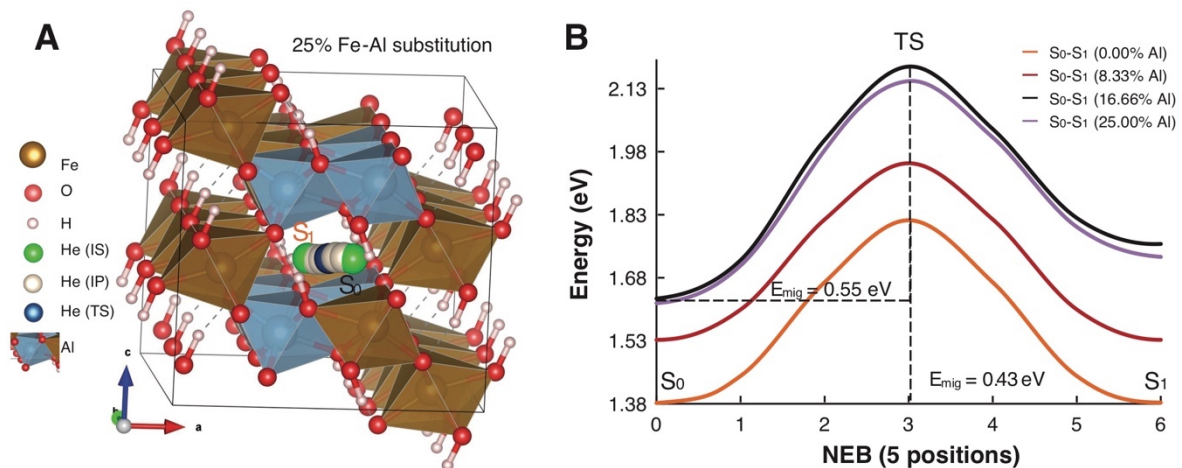 A
25% Fe-Al substitution
Fe
O
H
He (IS)
He (IP)
He (TS)
Al
S₁
S₀
c
b
a
B
TS
S₀-S₁ (0.00% Al)
S₀-S₁ (8.33% Al)
S₀-S₁ (16.66% Al)
S₀-S₁ (25.00% Al)
Energy (eV)
2.13
1.98
1.83
1.68
1.53
1.38
Emig = 0.55 eV
Emig = 0.43 eV
S₀
S₁
0 1 2 3 4 5 6
NEB (5 positions)